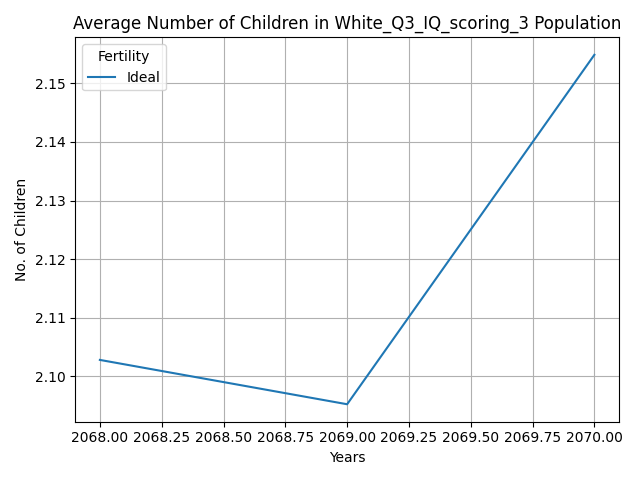 Average Number of Children in White_Q3_IQ_scoring_3 Population
Fertility
Ideal
No. of Children
2.15
2.14
2.13
2.12
2.11
2.10
2068.00 2068.25 2068.50 2068.75 2069.00 2069.25 2069.50 2069.75 2070.00
Years